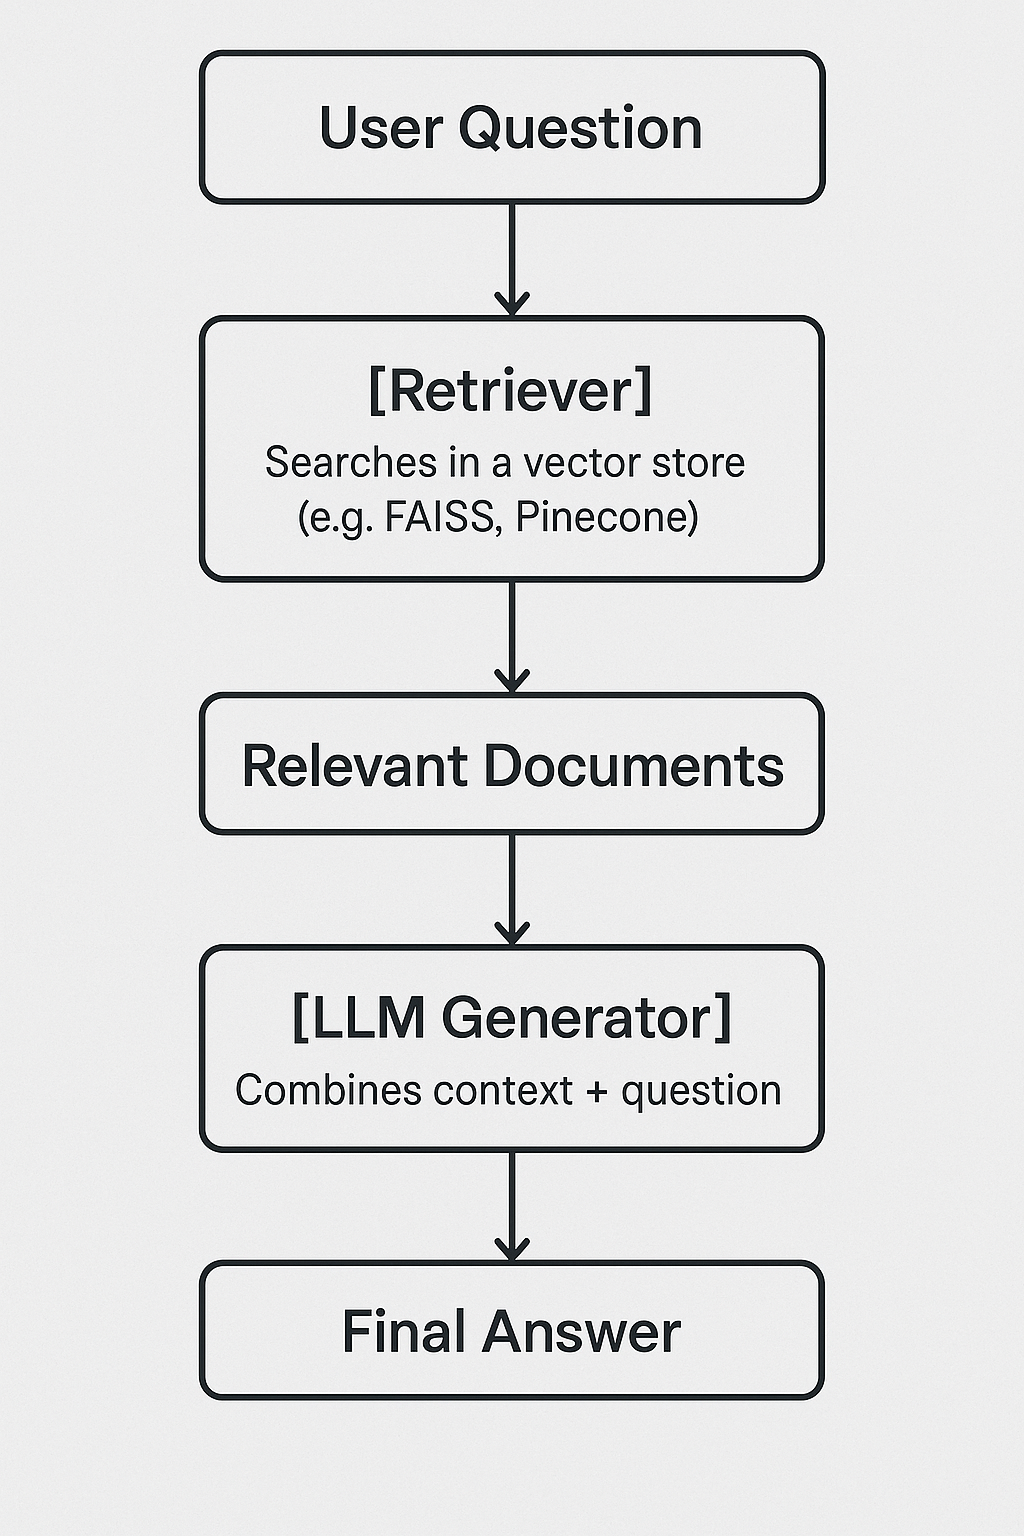 User Question
[Retriever]
Searches in a vector store
(e.g. FAISS, Pinecone)
Relevant Documents
[LLM Generator]
Combines context + question
Final Answer